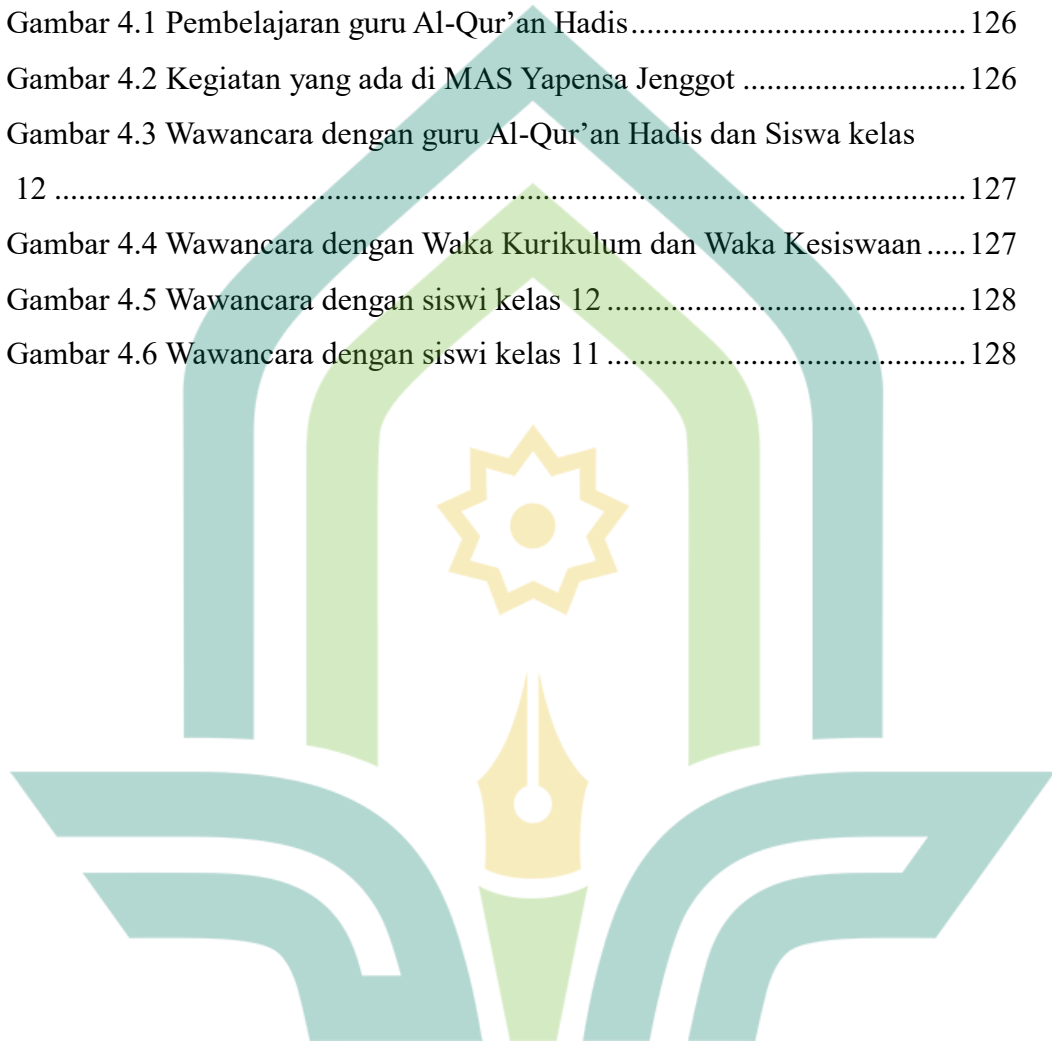 Gambar 4.1 Pembelajaran guru Al-Qur’an Hadis.................................... 126
Gambar 4.2 Kegiatan yang ada di MAS Yapensa Jenggot ..................... 126
Gambar 4.3 Wawancara dengan guru Al-Qur’an Hadis dan Siswa kelas
12 .................................................................................................. 127
Gambar 4.4 Wawancara dengan Waka Kurikulum dan Waka Kesiswaan ..... 127
Gambar 4.5 Wawancara dengan siswi kelas 12 ...................................... 128
Gambar 4.6 Wawancara dengan siswi kelas 11 ...................................... 128